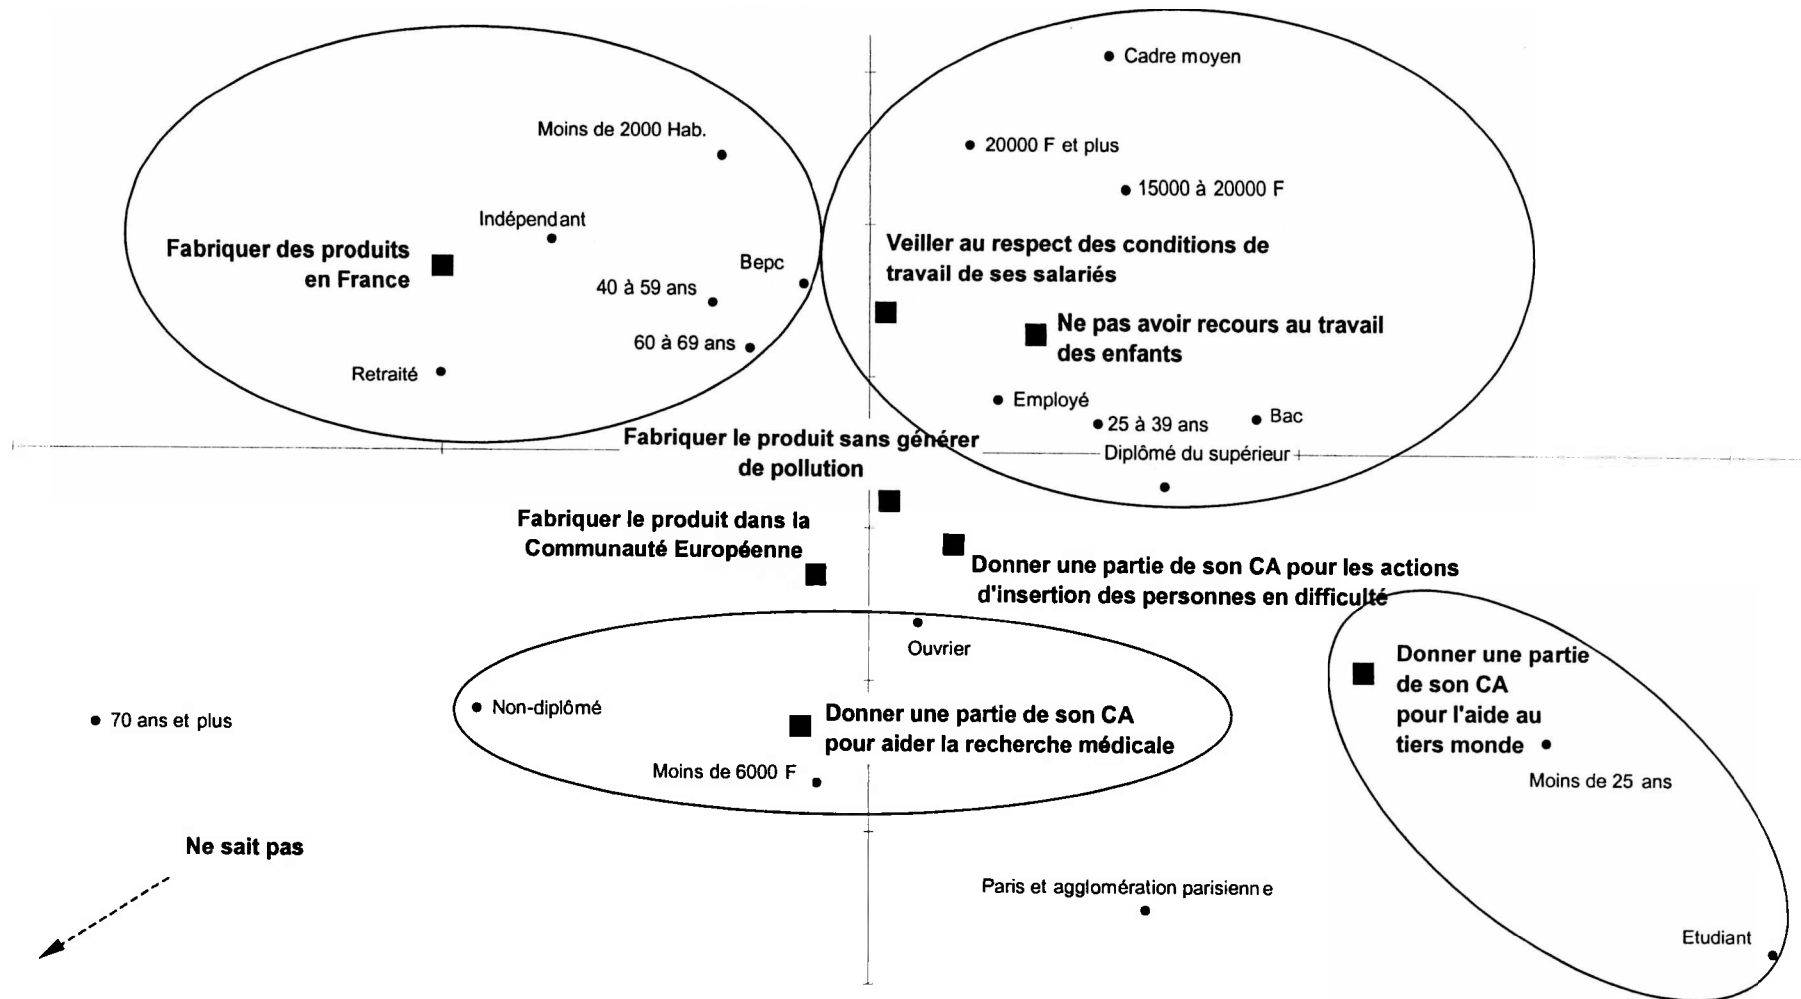 Cadre moyen
Moins de 2000 Hab.
20000 F et plus
15000 à 20000 F
Indépendant
Fabriquer des produits
en France
Bepc
40 à 59 ans
60 à 69 ans
Retraité
Veiller au respect des conditions de
travail de ses salariés
Ne pas avoir recours au travail
des enfants
Employé
25 à 39 ans
Bac
Diplômé du supérieur
Fabriquer le produit sans générer
de pollution
Fabriquer le produit dans la
Communauté Européenne
Donner une partie de son CA pour les actions
d'insertion des personnes en difficulté
Ouvrier
Non-diplômé
70 ans et plus
Donner une partie de son CA
pour aider la recherche médicale
Moins de 6000 F
Donner une partie
de son CA
pour l'aide au
tiers monde
Moins de 25 ans
Ne sait pas
Paris et agglomération parisienne
Etudiant